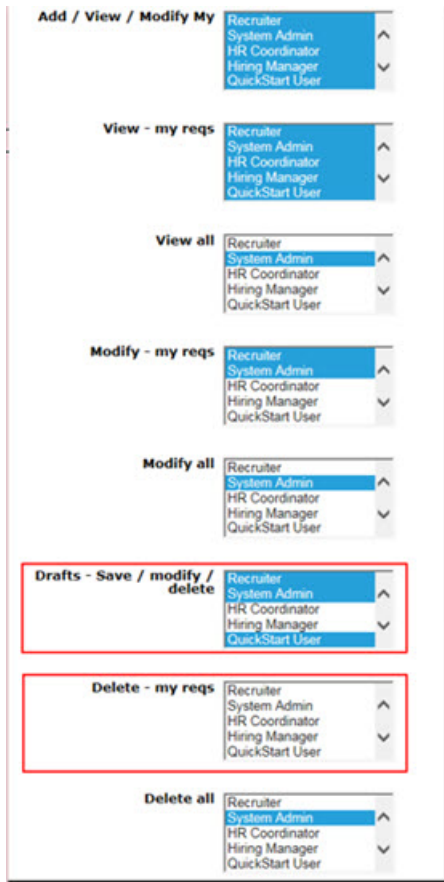 Add / View / Modify My
Recruiter
System Admin
HR Coordinator
Hiring Manager
QuickStart User
View - my reqs
Recruiter
System Admin
HR Coordinator
Hiring Manager
QuickStart User
View all
Recruiter
System Admin
HR Coordinator
Hiring Manager
QuickStart User
Modify - my reqs
Recruiter
System Admin
HR Coordinator
Hiring Manager
QuickStart User
Modify all
Recruiter
System Admin
HR Coordinator
Hiring Manager
QuickStart User
Drafts - Save / modify /
delete
Recruiter
System Admin
HR Coordinator
Hiring Manager
QuickStart User
Delete - my reqs
Recruiter
System Admin
HR Coordinator
Hiring Manager
QuickStart User
Delete all
Recruiter
System Admin
HR Coordinator
Hiring Manager
QuickStart User